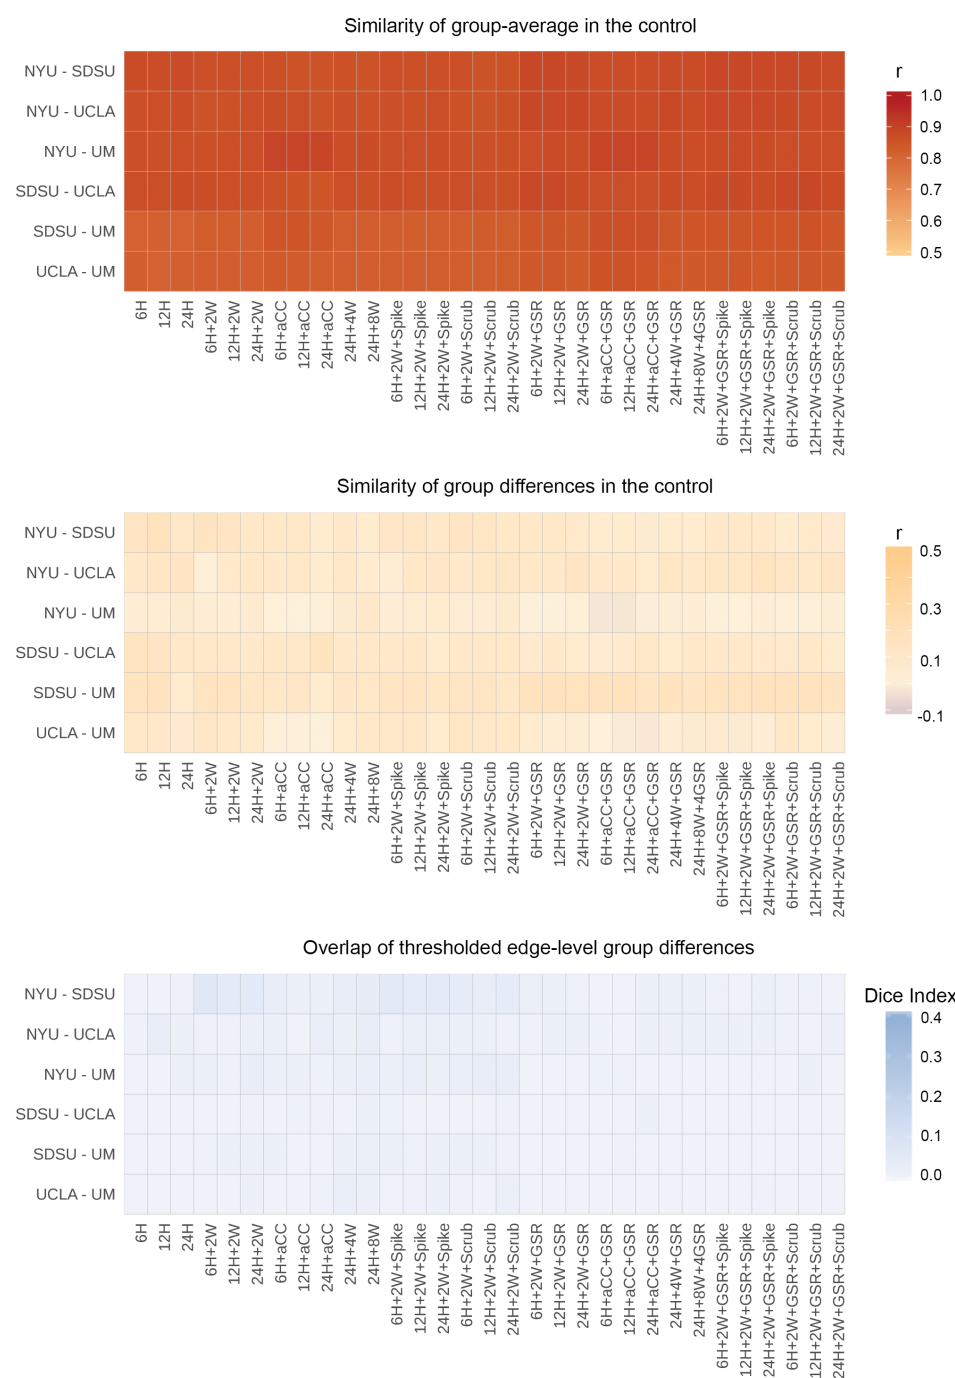 Similarity of group-average in the control
NYU - SDSU
NYU - UCLA
NYU - UM
SDSU - UCLA
SDSU - UM
UCLA - UM
r
1.0
0.9
0.8
0.7
0.6
0.5
6H
12H
24H
6H+2W
12H+2W
24H+2W
6H+aCC
12H+aCC
24H+aCC
24H+4W
24H+8W
6H+2W+Spike
12H+2W+Spike
24H+2W+Spike
6H+2W+Scrub
12H+2W+Scrub
24H+2W+Scrub
6H+2W+GSR
12H+2W+GSR
24H+2W+GSR
6H+aCC+GSR
12H+aCC+GSR
24H+aCC+GSR
24H+4W+GSR
24H+8W+4GSR
6H+2W+GSR+Spike
12H+2W+GSR+Spike
24H+2W+GSR+Spike
6H+2W+GSR+Scrub
12H+2W+GSR+Scrub
24H+2W+GSR+Scrub
Similarity of group differences in the control
NYU - SDSU
NYU - UCLA
NYU - UM
SDSU - UCLA
SDSU - UM
UCLA - UM
r
0.5
0.3
0.1
-0.1
6H
12H
24H
6H+2W
12H+2W
24H+2W
6H+aCC
12H+aCC
24H+aCC
24H+4W
24H+8W
6H+2W+Spike
12H+2W+Spike
24H+2W+Spike
6H+2W+Scrub
12H+2W+Scrub
24H+2W+Scrub
6H+2W+GSR
12H+2W+GSR
24H+2W+GSR
6H+aCC+GSR
12H+aCC+GSR
24H+aCC+GSR
24H+4W+GSR
24H+8W+4GSR
6H+2W+GSR+Spike
12H+2W+GSR+Spike
24H+2W+GSR+Spike
6H+2W+GSR+Scrub
12H+2W+GSR+Scrub
24H+2W+GSR+Scrub
Overlap of thresholded edge-level group differences
NYU - SDSU
NYU - UCLA
NYU - UM
SDSU - UCLA
SDSU - UM
UCLA - UM
Dice Index
0.4
0.3
0.2
0.1
0.0
6H
12H
24H
6H+2W
12H+2W
24H+2W
6H+aCC
12H+aCC
24H+aCC
24H+4W
24H+8W
6H+2W+Spike
12H+2W+Spike
24H+2W+Spike
6H+2W+Scrub
12H+2W+Scrub
24H+2W+Scrub
6H+2W+GSR
12H+2W+GSR
24H+2W+GSR
6H+aCC+GSR
12H+aCC+GSR
24H+aCC+GSR
24H+4W+GSR
24H+8W+4GSR
6H+2W+GSR+Spike
12H+2W+GSR+Spike
24H+2W+GSR+Spike
6H+2W+GSR+Scrub
12H+2W+GSR+Scrub
24H+2W+GSR+Scrub